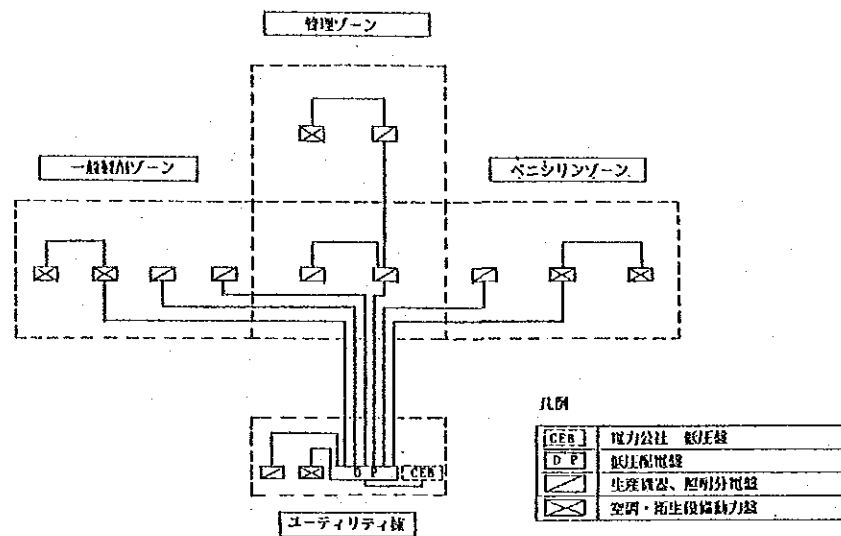 管理ゾーン
一般製剤ゾーン
ペニシリンゾーン
D P
CEB
ユーティリティ棟
凡例
CEB 電力公社 低圧盤
D P 低圧配電盤
生産機器、照明分電盤
空調・衛生設備動力盤